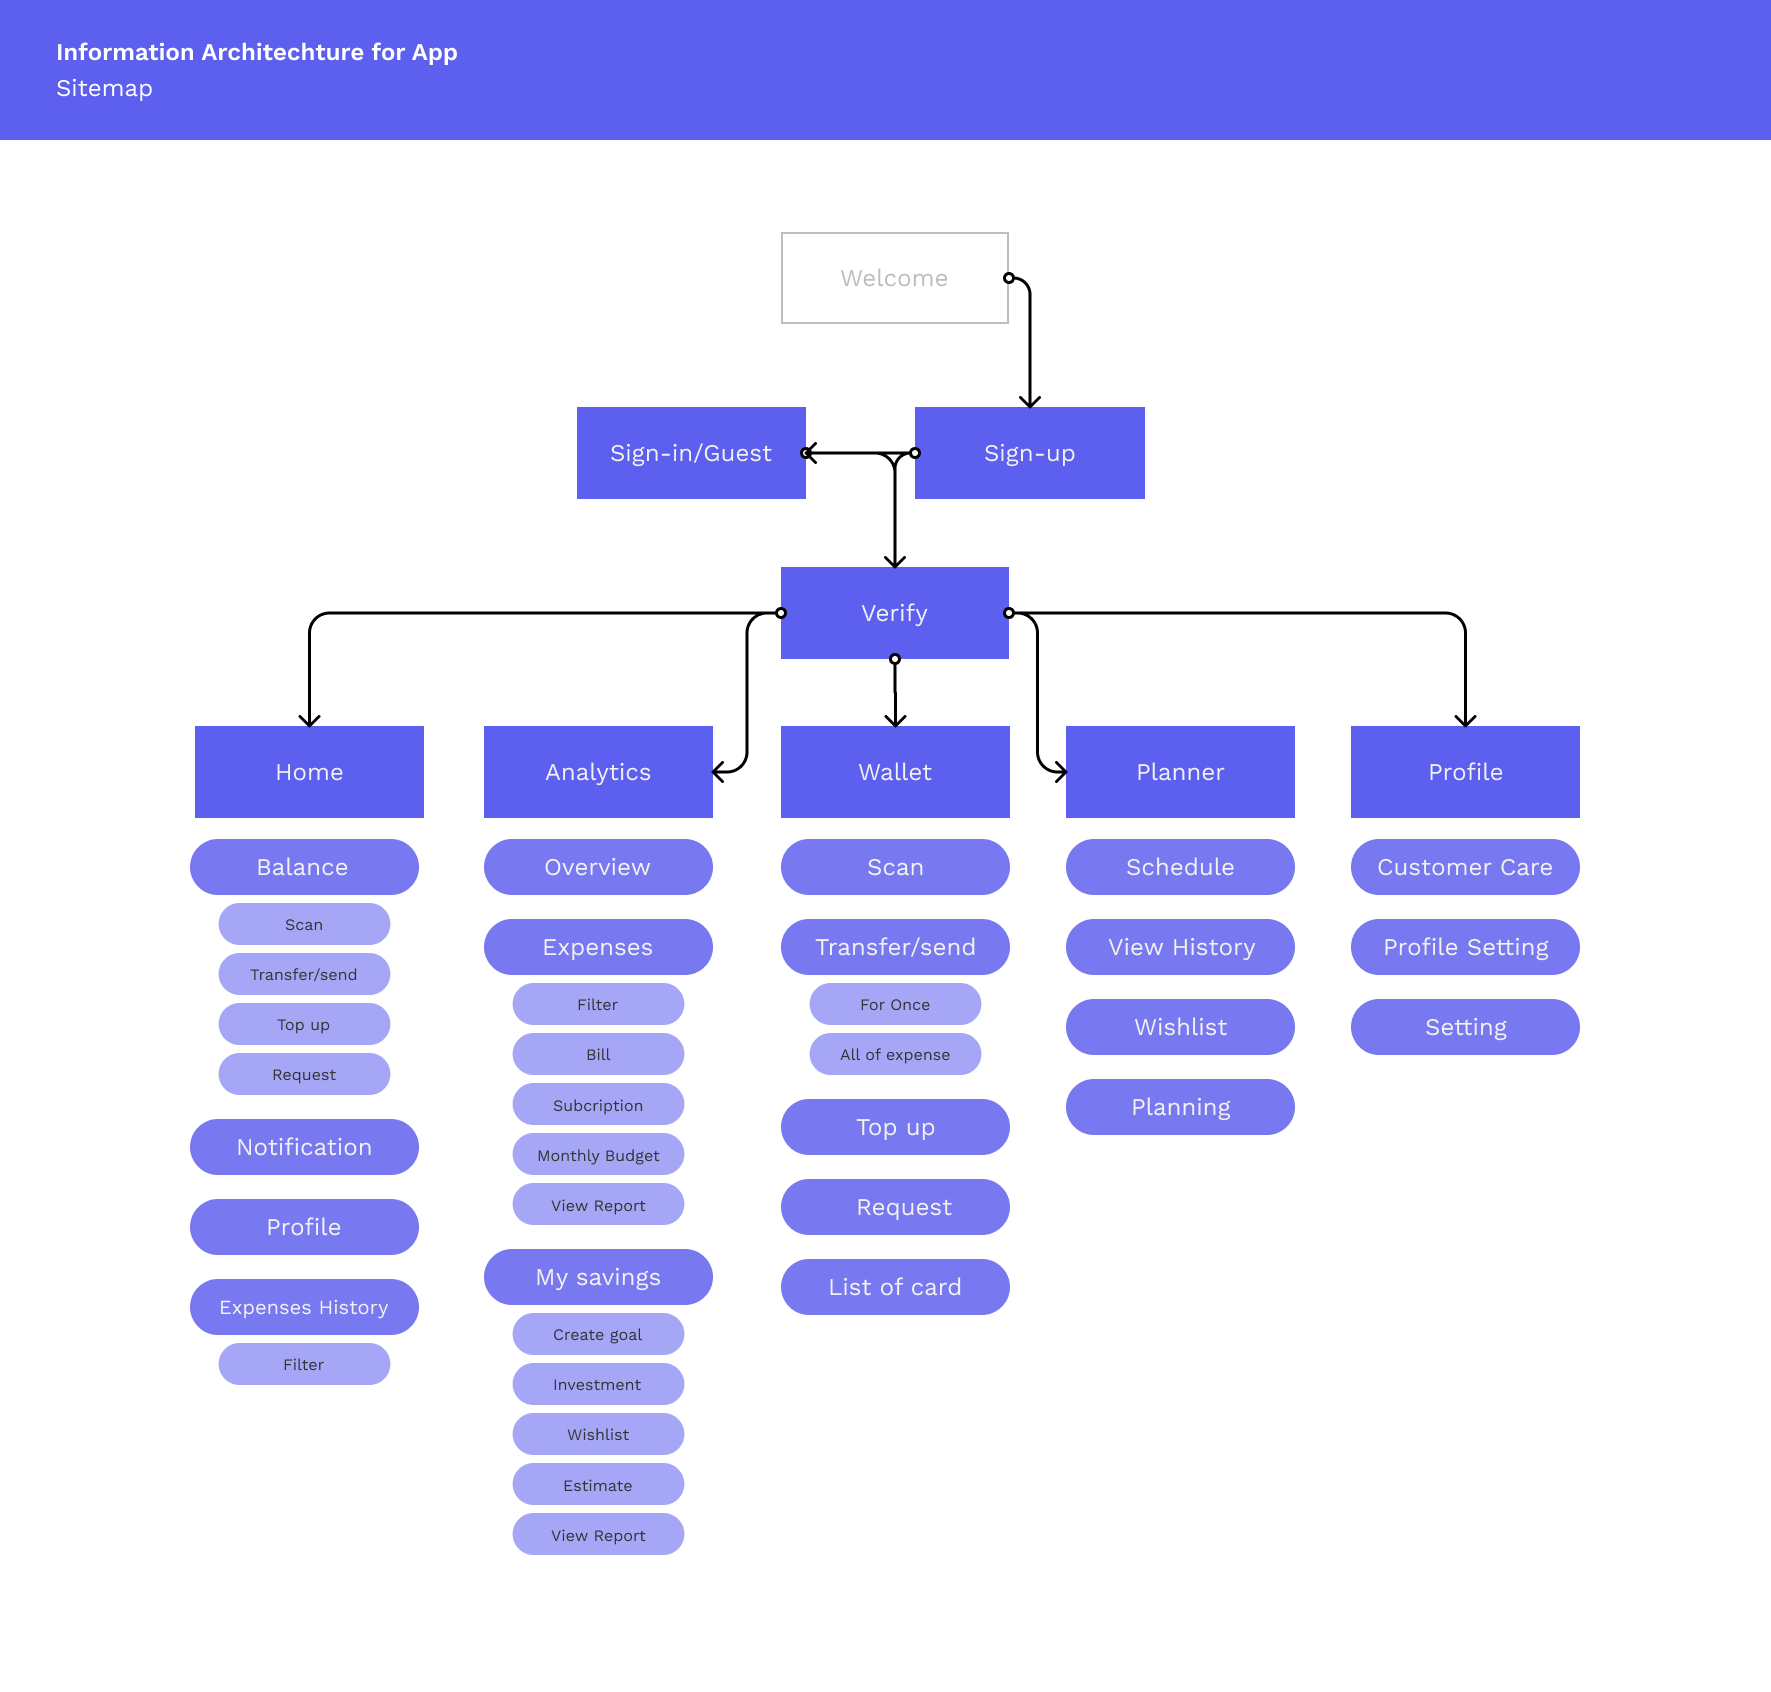 Information Architechture for App
Sitemap
Welcome
Sign-in/Guest
Sign-up
Verify
Home
Analytics
Wallet
Planner
Profile
Balance
Scan
Transfer/send
Top up
Request
Notification
Profile
Expenses History
Filter
Overview
Expenses
Filter
Bill
Subcription
Monthly Budget
View Report
My savings
Create goal
Investment
Wishlist
Estimate
View Report
Scan
Transfer/send
For Once
All of expense
Top up
Request
List of card
Schedule
View History
Wishlist
Planning
Customer Care
Profile Setting
Setting